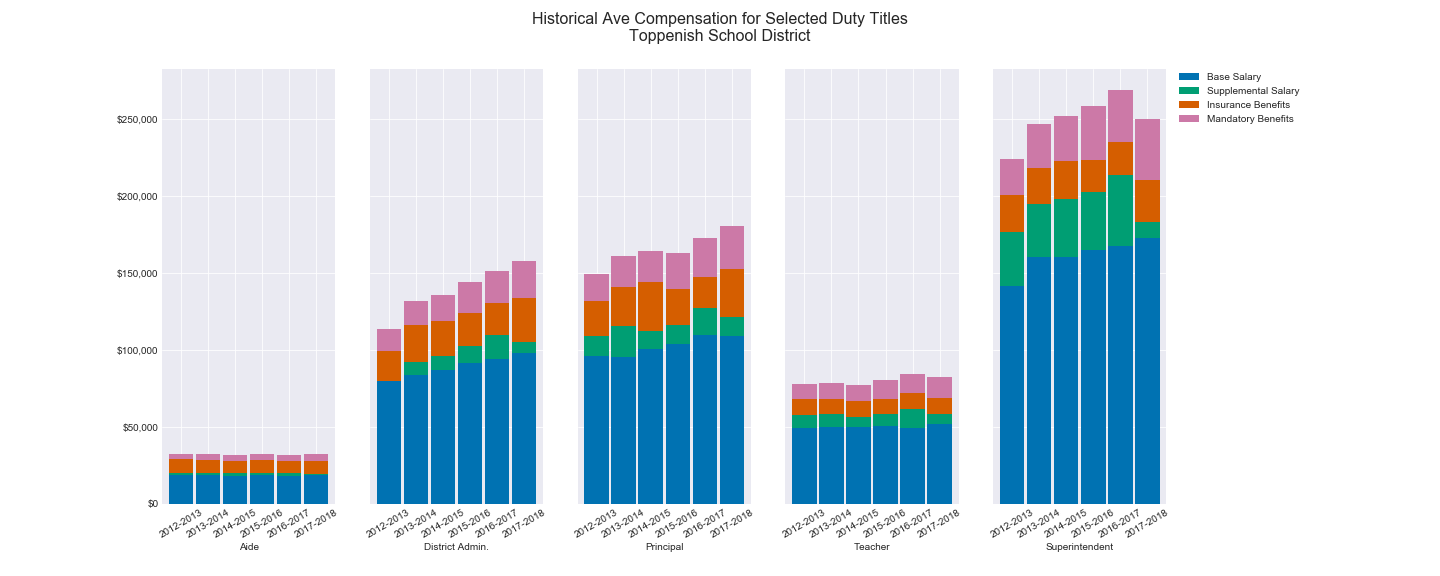 Historical Ave Compensation for Selected Duty Titles
Toppenish School District
Base Salary
Supplemental Salary
Insurance Benefits
Mandatory Benefits
$250,000
$200,000
$150,000
$100,000
$50,000
$0
2012-2013 2013-2014 2014-2015 2015-2016 2016-2017 2017-2018
Aide
2012-2013 2013-2014 2014-2015 2015-2016 2016-2017 2017-2018
District Admin.
2012-2013 2013-2014 2014-2015 2015-2016 2016-2017 2017-2018
Principal
2012-2013 2013-2014 2014-2015 2015-2016 2016-2017 2017-2018
Teacher
2012-2013 2013-2014 2014-2015 2015-2016 2016-2017 2017-2018
Superintendent